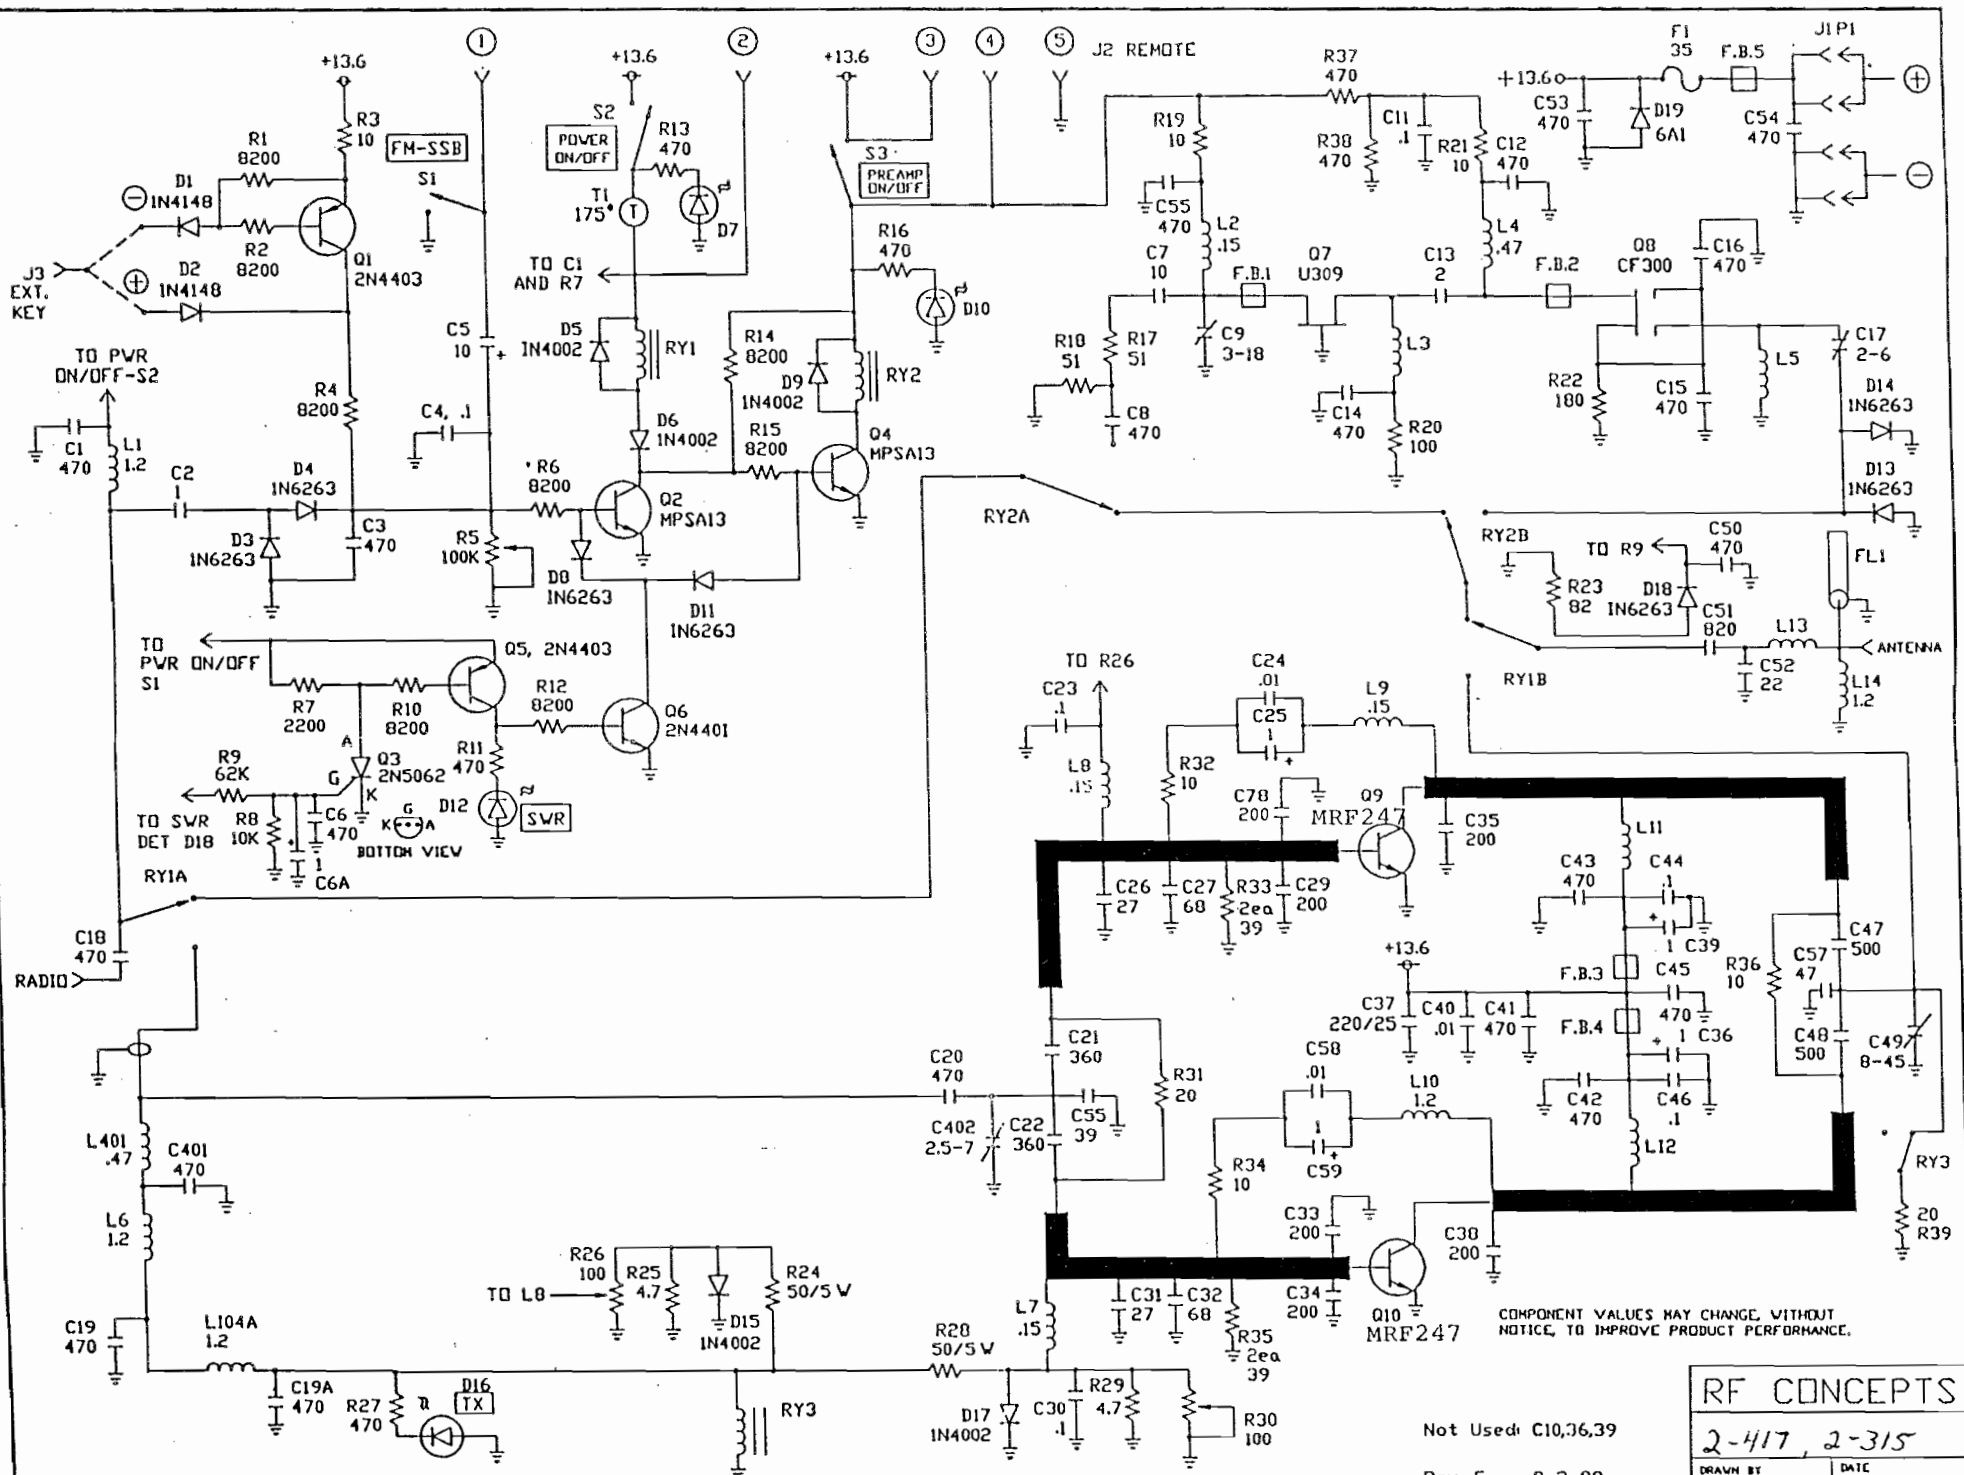 1
2
3
4
5
J2 REMOTE
+13.6
+13.6
+13.6
R3
10
R1
8200
FM-SSB
S1
D1
1N4148
R2
8200
Q1
2N4403
J3
EXT.
KEY
D2
1N4148
S2
POWER
ON/OFF
R13
470
T1
175°
T
D7
TO C1
AND R7
S3
PREAMP
ON/OFF
R16
470
D10
R37
470
R19
10
R38
470
C11
.1
R21
10
C12
470
C55
470
L2
.15
L4
.47
C7
10
F.B.1
Q7
U309
C13
2
F.B.2
Q8
CF300
C16
470
+13.6
C53
470
D19
6A1
F1
35
F.B.5
C54
470
J1 P1
+
-
TO PWR
ON/OFF-S2
C1
470
L1
1.2
C2
1
D4
1N6263
D3
1N6263
C3
470
R4
8200
C5
10
+
C4, .1
R5
100K
R6
8200
D5
1N4002
RY1
D6
1N4002
Q2
MPSA13
D8
1N6263
R14
8200
D9
1N4002
RY2
R15
8200
Q4
MPSA13
D11
1N6263
R18
51
R17
51
C8
470
C9
3-18
L3
C14
470
R20
100
R22
180
C15
470
L5
C17
2-6
D14
1N6263
D13
1N6263
RY2A
RY2B
TO R9
C50
470
R23
82
D18
1N6263
C51
820
FL1
L13
ANTENNA
C52
22
L14
1.2
RY1B
TO
PWR ON/OFF
S1
R7
2200
R10
8200
Q5, 2N4403
R12
8200
Q6
2N4401
R11
470
D12
SWR
A
G
K
Q3
2N5062
R9
62K
TO SWR
DET D18
R8
10K
C6
470
1
C6A
K G A
BOTTOM VIEW
RY1A
C18
470
RADIO
TO R26
C23
.1
L8
.15
C24
.01
C25
1
+
L9
.15
R32
10
C78
200
Q9
MRF247
C35
200
C26
27
C27
68
R33
2ea
39
C29
200
L11
C43
470
C44
.1
+
1
C39
F.B.3
+13.6
C37
220/25
C40
.01
C41
470
C45
470
F.B.4
+
1
C36
C42
470
C46
.1
L12
R36
10
C57
47
C47
500
C48
500
C49
8-45
RY3
20
R39
C20
470
C21
360
R31
20
C402
2.5-7
C22
360
C55
39
C58
.01
1
C59
+
L10
1.2
R34
10
C33
200
C38
200
L401
.47
C401
470
L6
1.2
C19
470
L104A
1.2
C19A
470
R27
470
D16
TX
R26
100
TO L8
R25
4.7
D15
1N4002
R24
50/5 W
RY3
R28
50/5 W
L7
.15
C31
27
C32
68
R35
2ea
39
C34
200
Q10
MRF247
D17
1N4002
C30
.1
R29
4.7
R30
100
COMPONENT VALUES MAY CHANGE, WITHOUT
NOTICE, TO IMPROVE PRODUCT PERFORMANCE.
Not Used: C10,36,39
RF CONCEPTS
2-417, 2-315
DRAWN BY
DATE